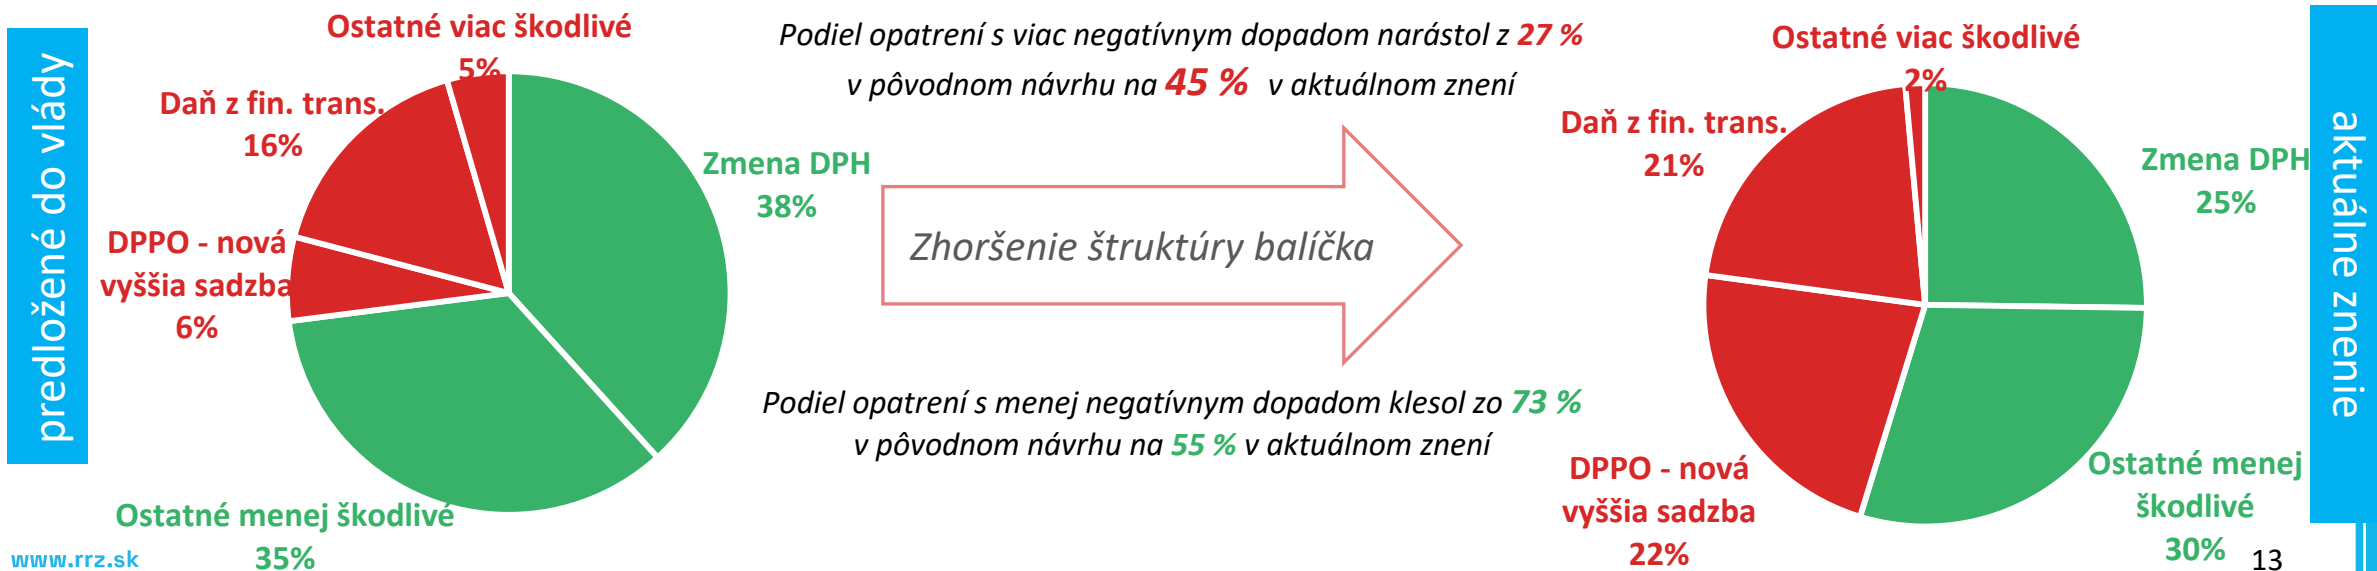 predložené do vlády
Ostatné viac škodlivé
5%
Daň z fin. trans.
16%
DPPO - nová
vyššia sadzba
6%
Zmena DPH
38%
Ostatné menej škodlivé
35%
Podiel opatrení s viac negatívnym dopadom narástol z 27 %
v pôvodnom návrhu na 45 % v aktuálnom znení
Zhoršenie štruktúry balíčka
Podiel opatrení s menej negatívnym dopadom klesol zo 73 %
v pôvodnom návrhu na 55 % v aktuálnom znení
Ostatné viac škodlivé
2%
Daň z fin. trans.
21%
Zmena DPH
25%
DPPO - nová
vyššia sadzba
22%
Ostatné menej
škodlivé
30%
aktuálne znenie
www.rrz.sk
13